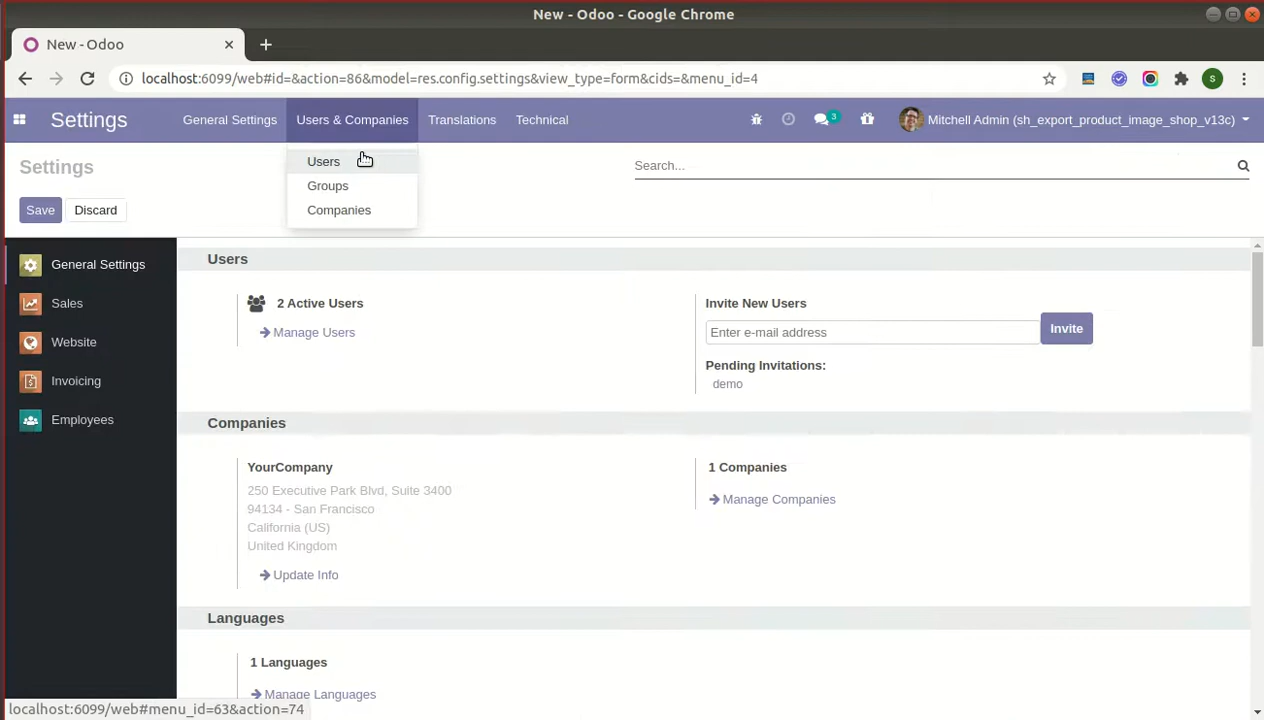 New - Odoo - Google Chrome
New - Odoo
localhost:6099/web#id=&action=86&model=res.config.settings&view_type=form&cids=&menu_id=4
S
Settings
General Settings
Users & Companies
Translations
Technical
3
Mitchell Admin (sh_export_product_image_shop_v13c)
Settings
Users
Groups
Companies
Search...
Save
Discard
General Settings
Sales
Website
Invoicing
Employees
Users
2 Active Users
Manage Users
Invite New Users
Enter e-mail address
Invite
Pending Invitations:
demo
Companies
YourCompany
250 Executive Park Blvd, Suite 3400
94134 - San Francisco
California (US)
United Kingdom
Update Info
1 Companies
Manage Companies
Languages
1 Languages
Manage Languages
localhost:6099/web#menu_id=63&action=74